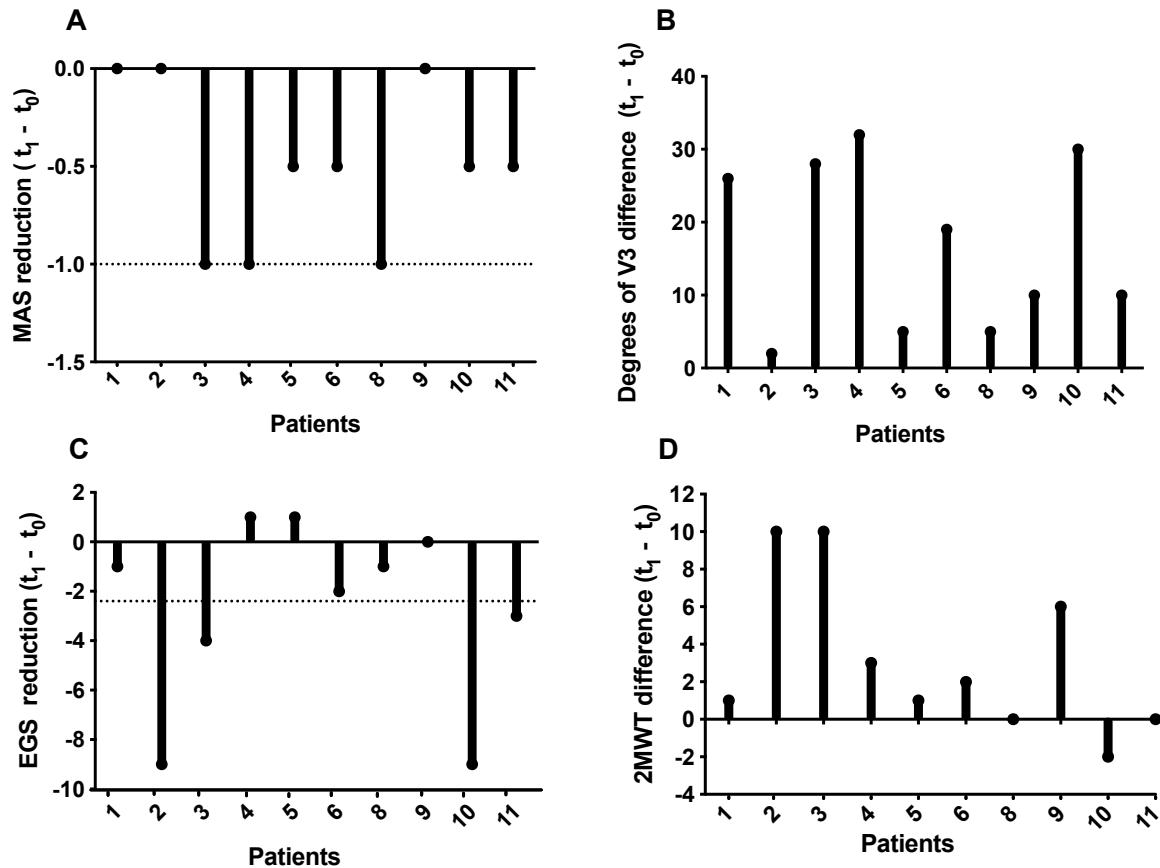 A
MAS reduction ( t1 - t0)
0.0
-0.5
-1.0
-1.5
1 2 3 4 5 6 8 9 10 11
Patients
B
Degrees of V3 difference (t1 - t0)
40
30
20
10
0
1 2 3 4 5 6 8 9 10 11
Patients
C
EGS reduction (t1 - t0)
2
0
-2
-4
-6
-8
-10
1 2 3 4 5 6 8 9 10 11
Patients
D
2MWT difference (t1 - t0)
12
10
8
6
4
2
0
-2
-4
1 2 3 4 5 6 8 9 10 11
Patients